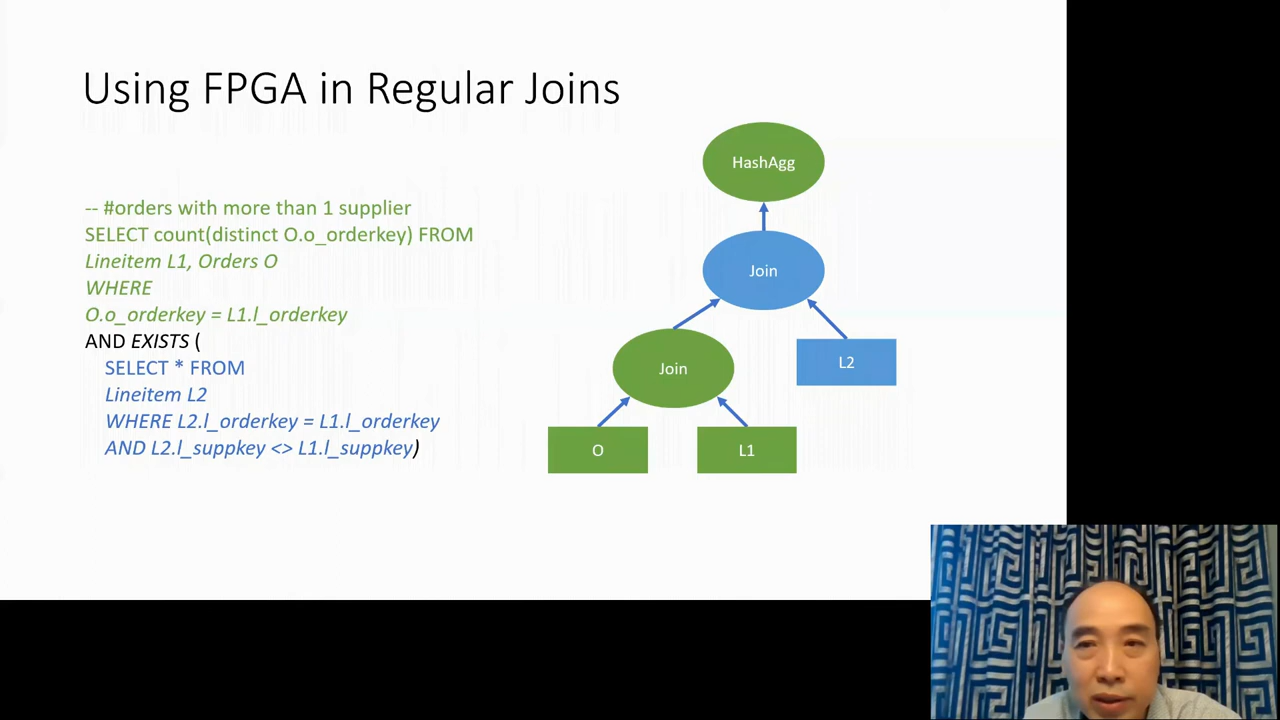 Using FPGA in Regular Joins
-- #orders with more than 1 supplier
SELECT count(distinct O.o_orderkey) FROM
Lineitem L1, Orders O
WHERE
O.o_orderkey = L1.l_orderkey
AND EXISTS (
SELECT * FROM
Lineitem L2
WHERE L2.l_orderkey = L1.l_orderkey
AND L2.l_suppkey <> L1.l_suppkey)
HashAgg
Join
Join
L2
O
L1